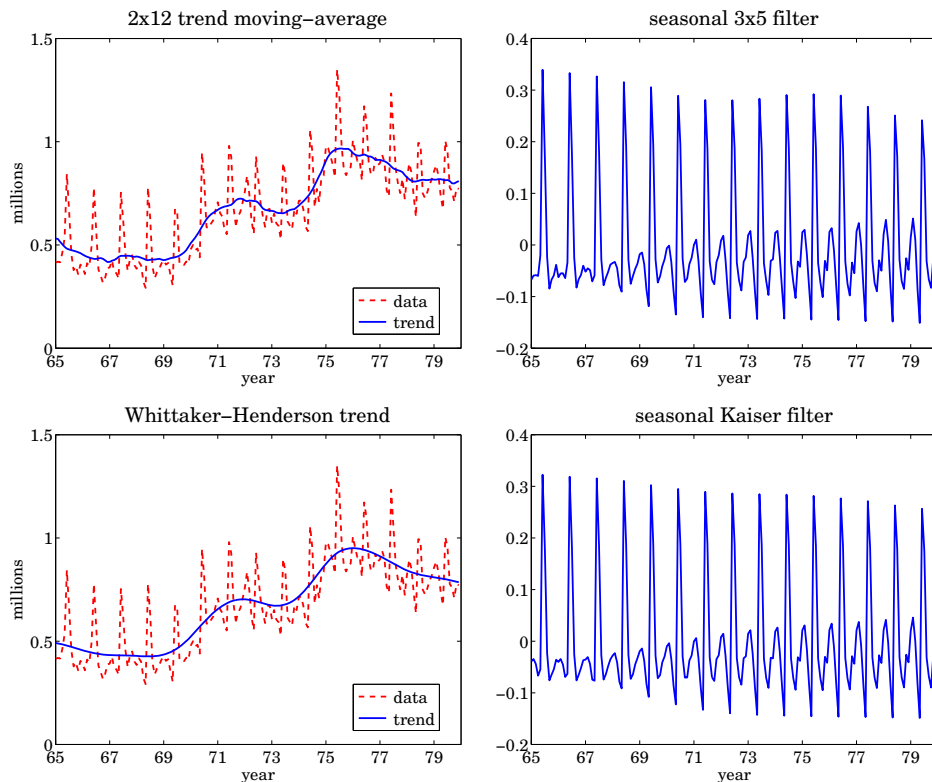 2x12 trend moving–average
1.5
1
0.5
0
millions
65 67 69 71 73 75 77 79
year
data
trend
seasonal 3x5 filter
0.4
0.3
0.2
0.1
0
−0.1
−0.2
65 67 69 71 73 75 77 79
year
Whittaker–Henderson trend
1.5
1
0.5
0
millions
65 67 69 71 73 75 77 79
year
data
trend
seasonal Kaiser filter
0.4
0.3
0.2
0.1
0
−0.1
−0.2
65 67 69 71 73 75 77 79
year